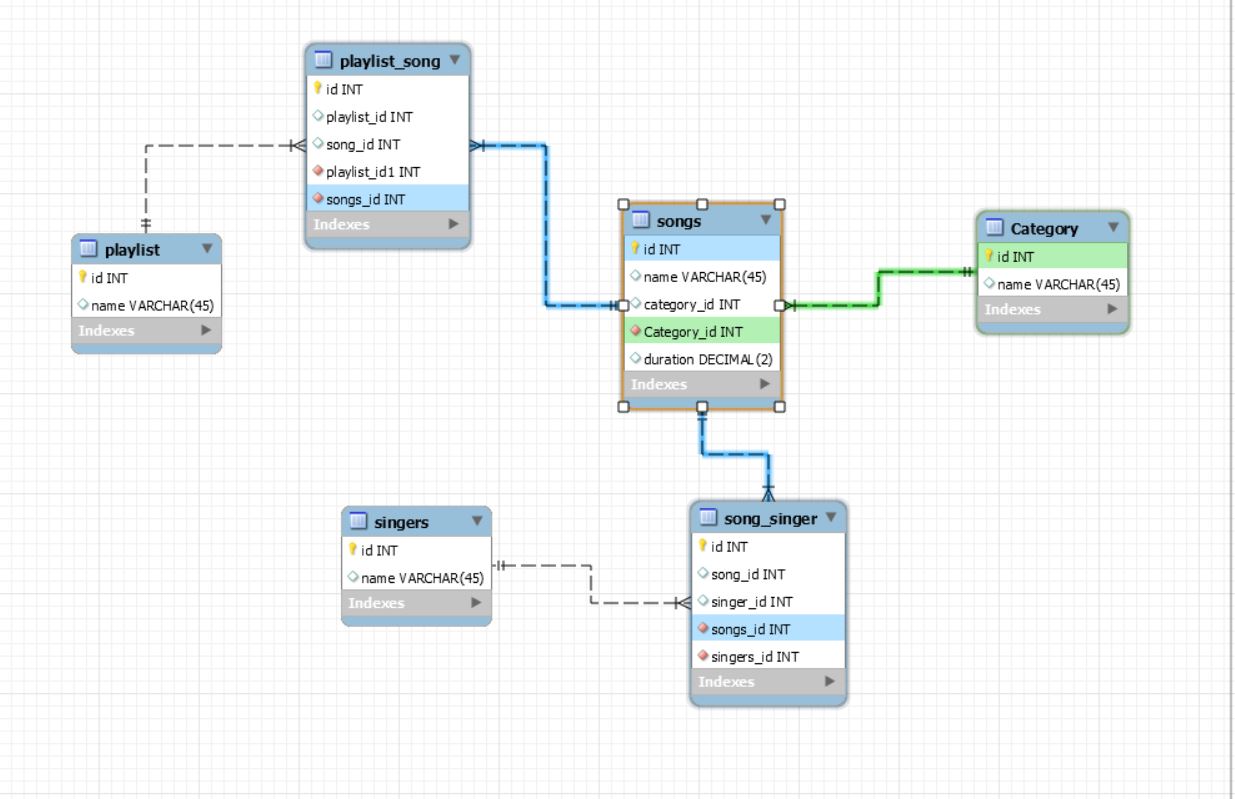 playlist_song
id INT
playlist_id INT
song_id INT
playlist_id1 INT
songs_id INT
Indexes
playlist
id INT
name VARCHAR(45)
Indexes
songs
id INT
name VARCHAR(45)
category_id INT
Category_id INT
duration DECIMAL(2)
Indexes
Category
id INT
name VARCHAR(45)
Indexes
singers
id INT
name VARCHAR(45)
Indexes
song_singer
id INT
song_id INT
singer_id INT
songs_id INT
singers_id INT
Indexes